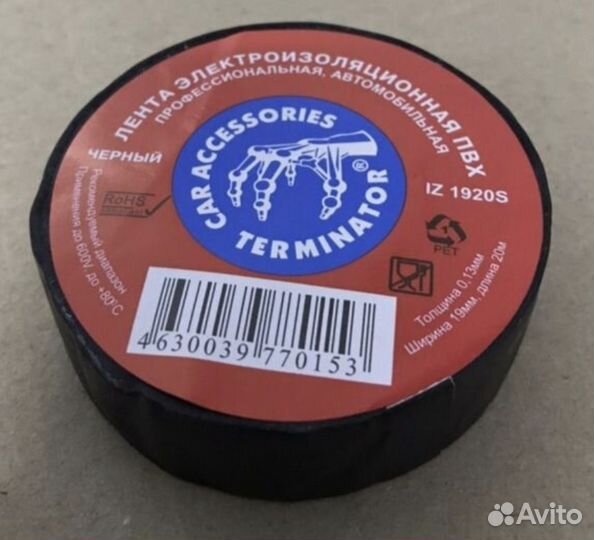 ЛЕНТА ЭЛЕКТРОИЗОЛЯЦИОННАЯ ПВХ
ПРОФЕССИОНАЛЬНАЯ, АВТОМОБИЛЬНАЯ
ЧЕРНЫЙ
CAR ACCESSORIES
TERMINATOR®
IZ 1920S
RoHS
PET
Рекомендуемый диапазон
Применения до 600V, до +80°С
Толщина 0,13мм
Ширина 19мм, длина 20м
4 630039 770153
Avito